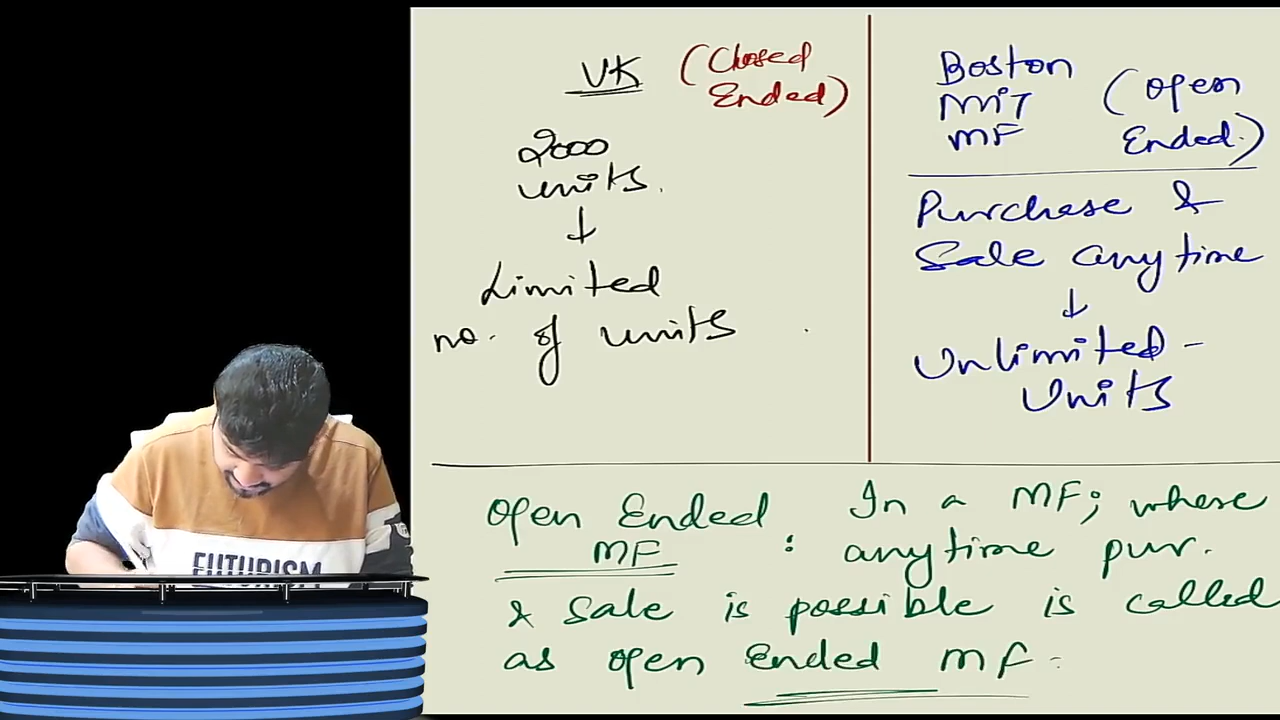 VK (Closed
Ended)
2000
units.
↓
Limited
no. of units
Boston
MIT (open
MF Ended.)
Purchase &
Sale anytime
↓
Unlimited -
Units
Open Ended In a MF; where
MF : anytime pur.
& Sale is possible is called
as open Ended MF.
FUTURISM